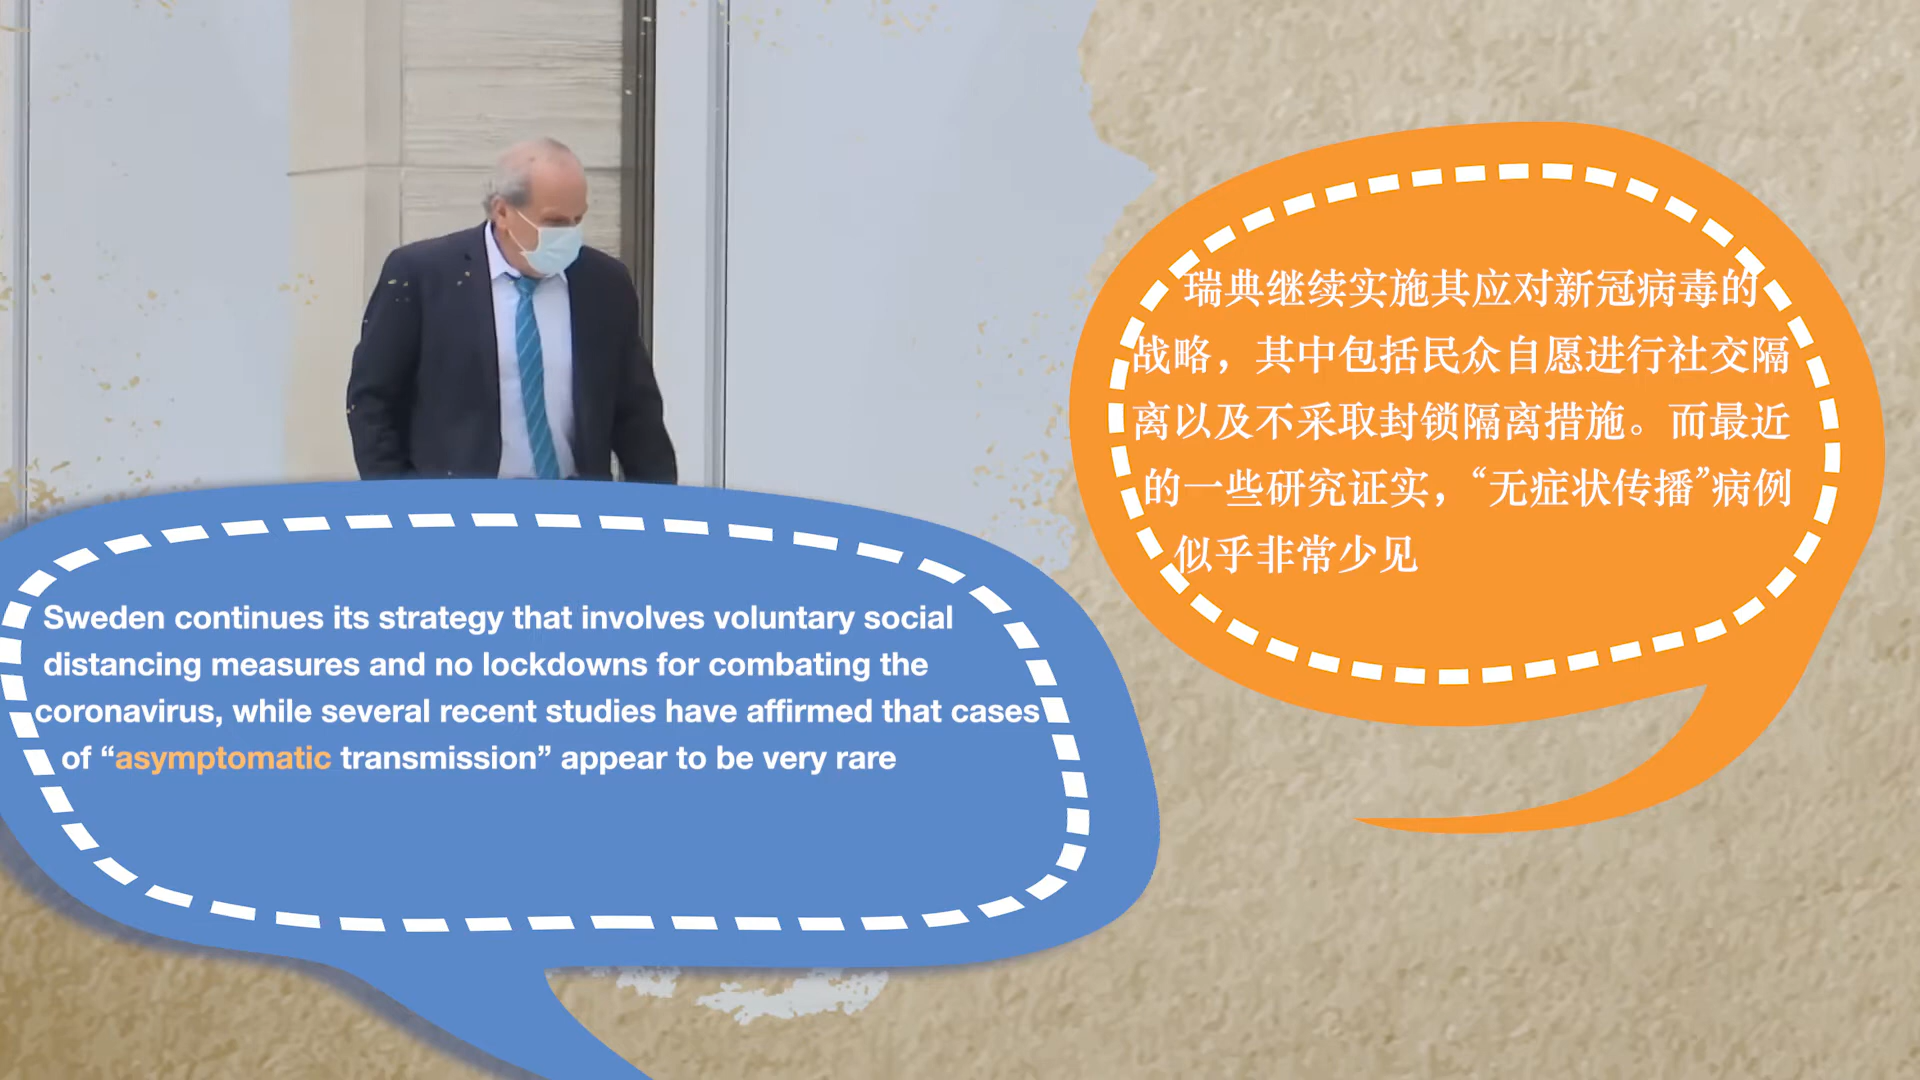 瑞典继续实施其应对新冠病毒的
战略，其中包括民众自愿进行社交隔
离以及不采取封锁隔离措施。而最近
的一些研究证实，“无症状传播”病例
似乎非常少见
Sweden continues its strategy that involves voluntary social
distancing measures and no lockdowns for combating the
coronavirus, while several recent studies have affirmed that cases
of “asymptomatic transmission” appear to be very rare